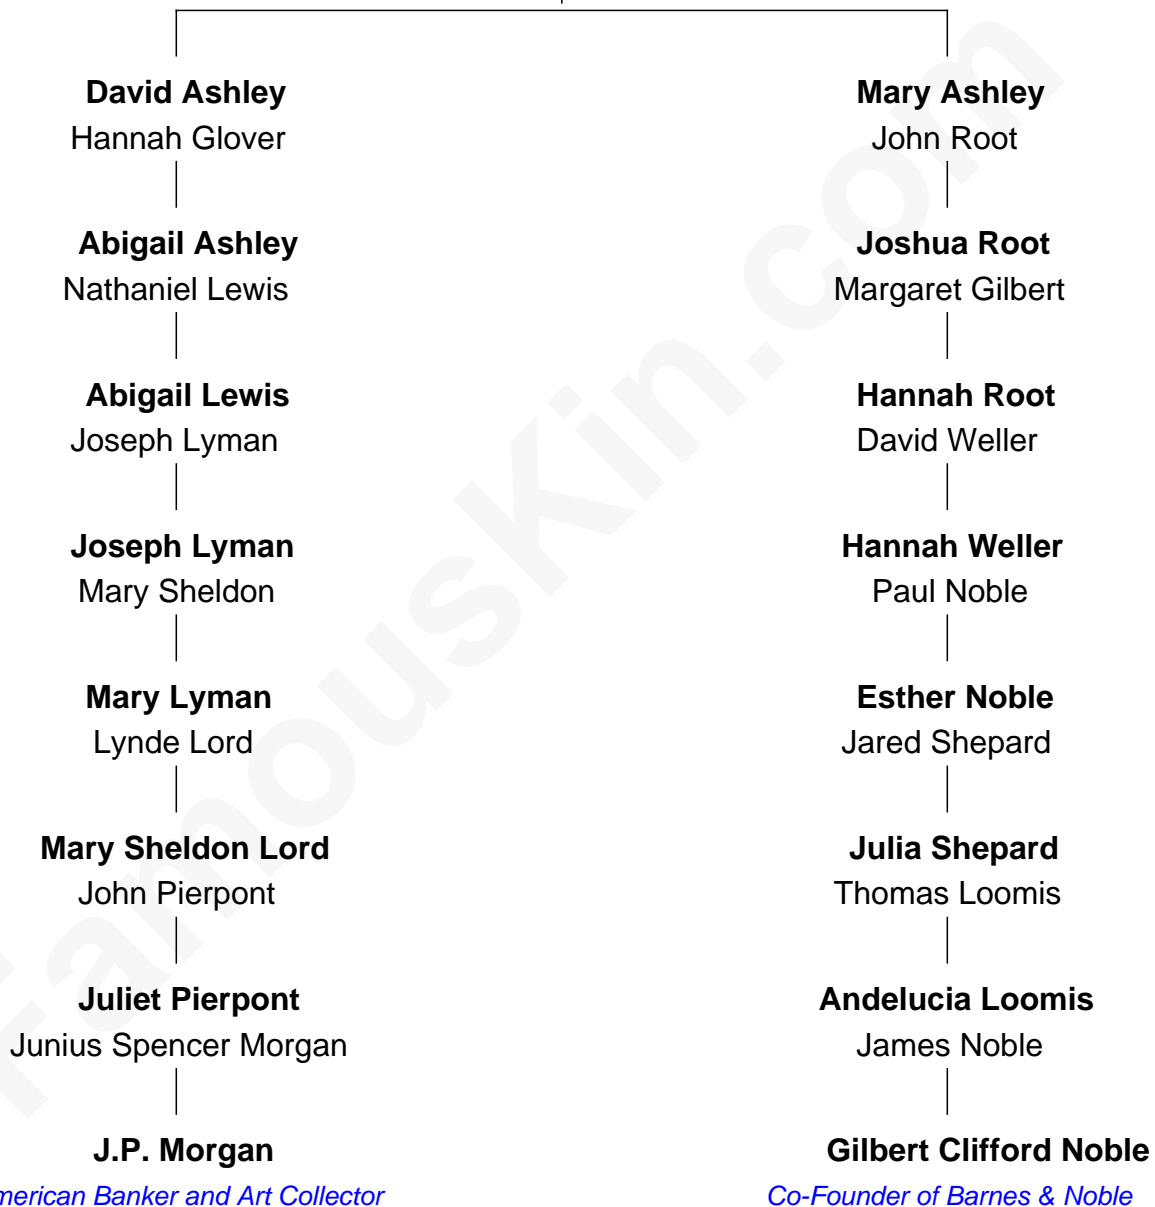 David Ashley
Hannah Glover
Abigail Ashley
Nathaniel Lewis
Abigail Lewis
Joseph Lyman
Joseph Lyman
Mary Sheldon
Mary Lyman
Lynde Lord
Mary Sheldon Lord
John Pierpont
Juliet Pierpont
Junius Spencer Morgan
J.P. Morgan
merican Banker and Art Collector
Mary Ashley
John Root
Joshua Root
Margaret Gilbert
Hannah Root
David Weller
Hannah Weller
Paul Noble
Esther Noble
Jared Shepard
Julia Shepard
Thomas Loomis
Andelucia Loomis
James Noble
Gilbert Clifford Noble
Co-Founder of Barnes & Noble
FamousKin.com